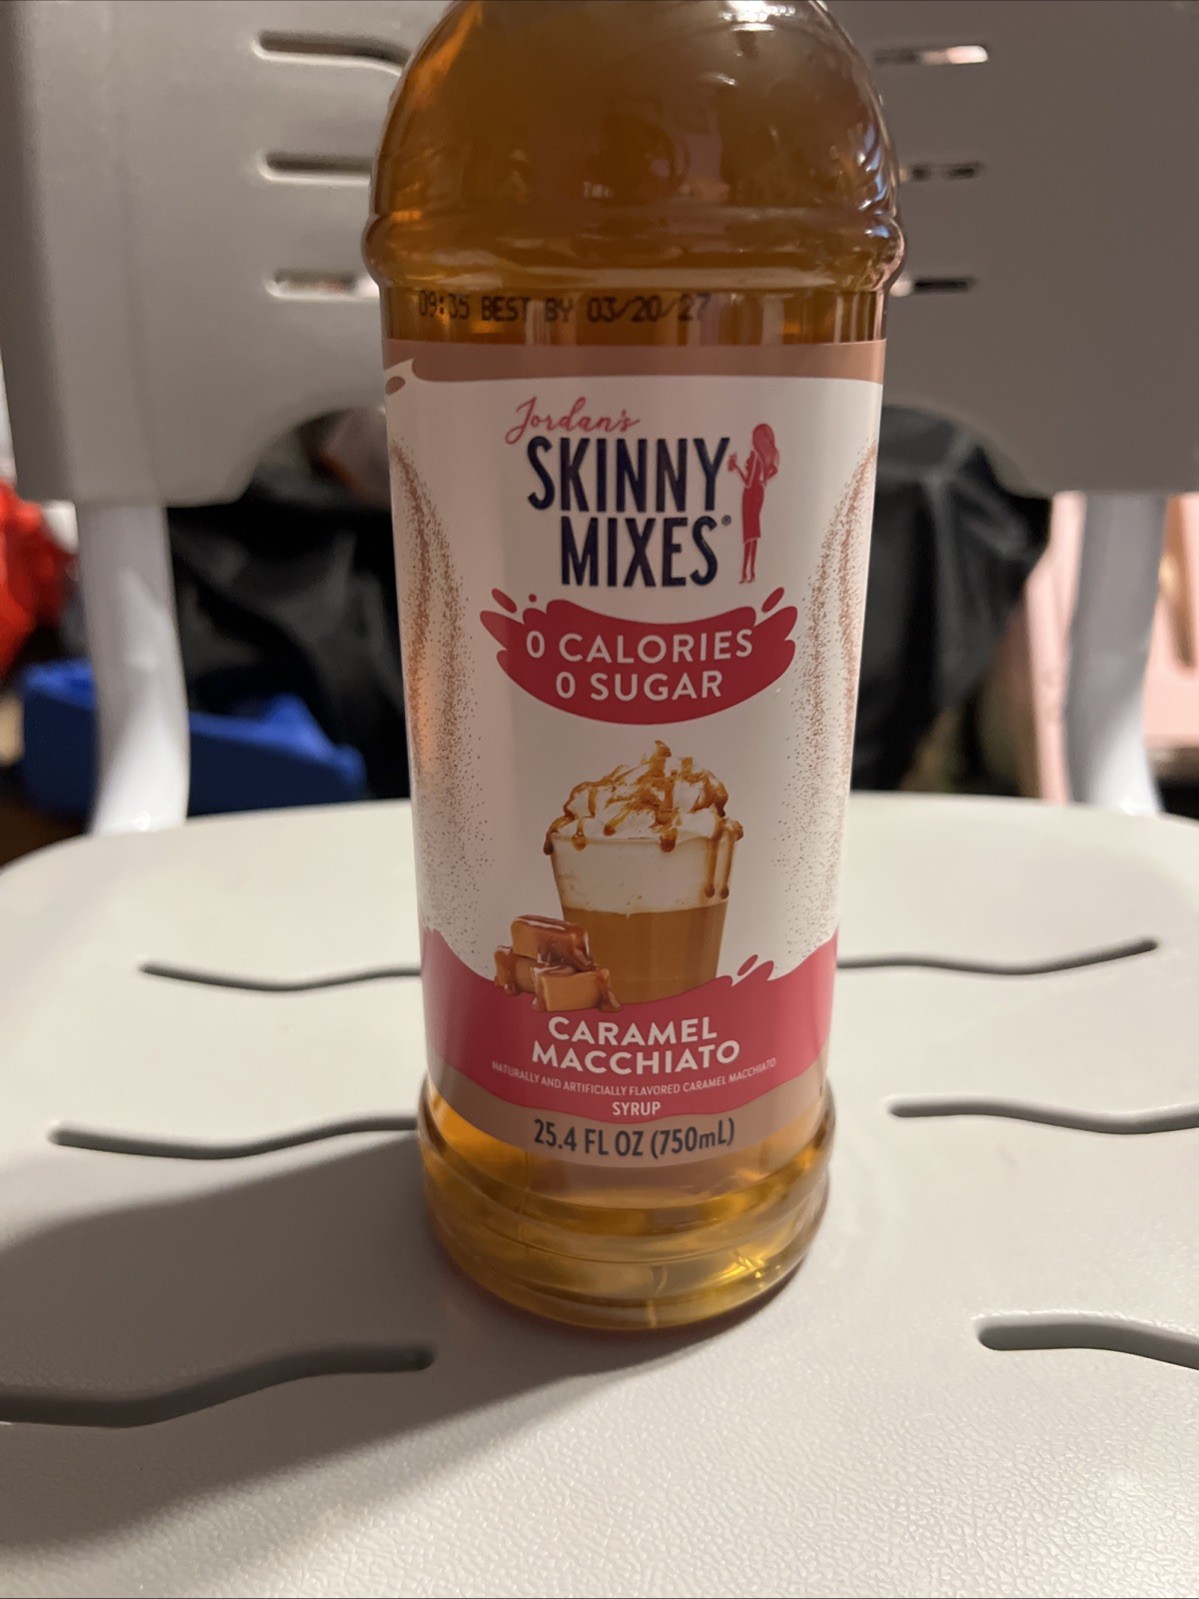 09:35 BEST BY 03/20/27
Jordan's
SKINNY
MIXES®
0 CALORIES
0 SUGAR
CARAMEL
MACCHIATO
NATURALLY AND ARTIFICIALLY FLAVORED CARAMEL MACCHIATO
SYRUP
25.4 FL OZ (750mL)